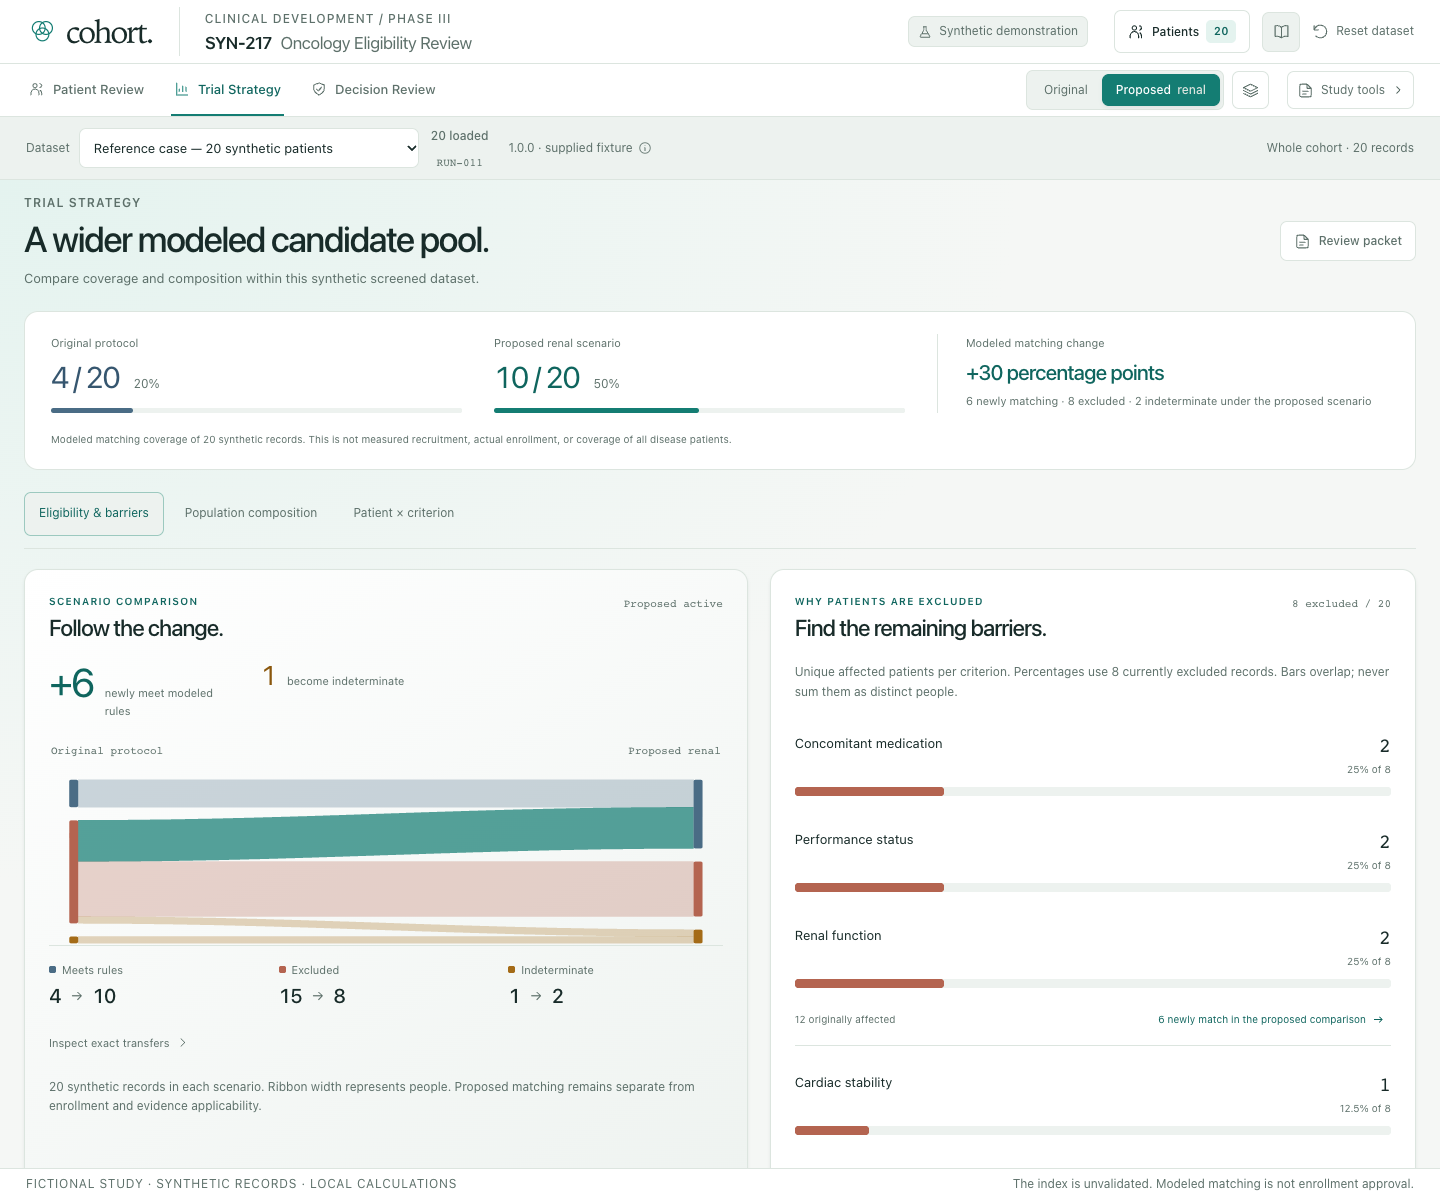 cohort.
CLINICAL DEVELOPMENT / PHASE III
SYN-217 Oncology Eligibility Review
Synthetic demonstration
Patients 20
Reset dataset
Patient Review
Trial Strategy
Decision Review
Original
Proposed renal
Study tools
Dataset
Reference case — 20 synthetic patients
20 loaded
RUN-011
1.0.0 · supplied fixture
Whole cohort · 20 records
TRIAL STRATEGY
A wider modeled candidate pool.
Compare coverage and composition within this synthetic screened dataset.
Review packet
Original protocol
4/20 20%
Proposed renal scenario
10/20 50%
Modeled matching change
+30 percentage points
6 newly matching · 8 excluded · 2 indeterminate under the proposed scenario
Modeled matching coverage of 20 synthetic records. This is not measured recruitment, actual enrollment, or coverage of all disease patients.
Eligibility & barriers
Population composition
Patient × criterion
SCENARIO COMPARISON
Proposed active
Follow the change.
+6 newly meet modeled
rules
1 become indeterminate
Original protocol
Proposed renal
Meets rules
4 → 10
Excluded
15 → 8
Indeterminate
1 → 2
Inspect exact transfers
20 synthetic records in each scenario. Ribbon width represents people. Proposed matching remains separate from
enrollment and evidence applicability.
WHY PATIENTS ARE EXCLUDED
8 excluded / 20
Find the remaining barriers.
Unique affected patients per criterion. Percentages use 8 currently excluded records. Bars overlap; never
sum them as distinct people.
Concomitant medication
2
25% of 8
Performance status
2
25% of 8
Renal function
2
25% of 8
12 originally affected
6 newly match in the proposed comparison →
Cardiac stability
1
12.5% of 8
FICTIONAL STUDY · SYNTHETIC RECORDS · LOCAL CALCULATIONS
The index is unvalidated. Modeled matching is not enrollment approval.